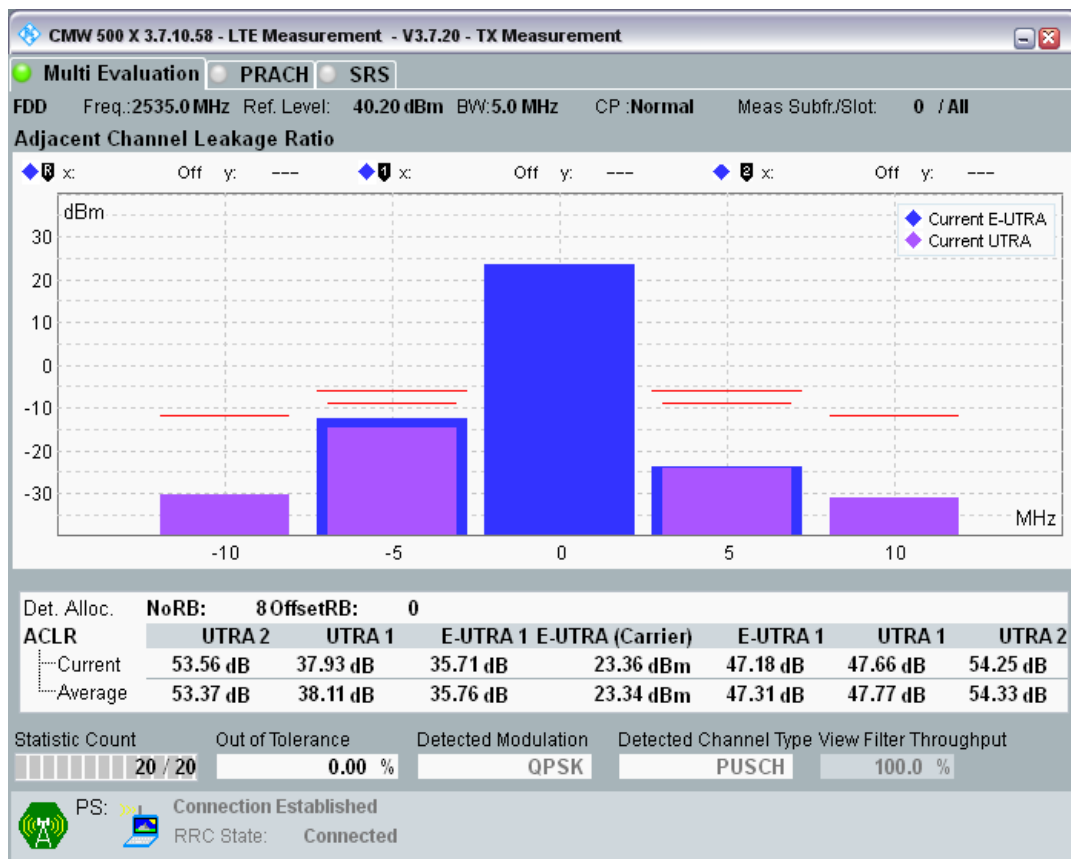 CMW 500 X 3.7.10.58 - LTE Measurement - V3.7.20 - TX Measurement
Multi Evaluation PRACH SRS
FDD Freq.:2535.0 MHz Ref. Level: 40.20 dBm BW:5.0 MHz CP :Normal Meas Subfr./Slot: 0 / All
Adjacent Channel Leakage Ratio
R x: Off y: --- 1 x: Off y: --- 2 x: Off y: ---
dBm
Current E-UTRA
Current UTRA
30
20
10
0
-10
-20
-30
MHz
-10 -5 0 5 10
Det. Alloc. NoRB: 8 OffsetRB: 0
ACLR UTRA 2 UTRA 1 E-UTRA 1 E-UTRA (Carrier) E-UTRA 1 UTRA 1 UTRA 2
Current 53.56 dB 37.93 dB 35.71 dB 23.36 dBm 47.18 dB 47.66 dB 54.25 dB
Average 53.37 dB 38.11 dB 35.76 dB 23.34 dBm 47.31 dB 47.77 dB 54.33 dB
Statistic Count Out of Tolerance Detected Modulation Detected Channel Type View Filter Throughput
20 / 20 0.00 % QPSK PUSCH 100.0 %
PS: Connection Established
RRC State: Connected